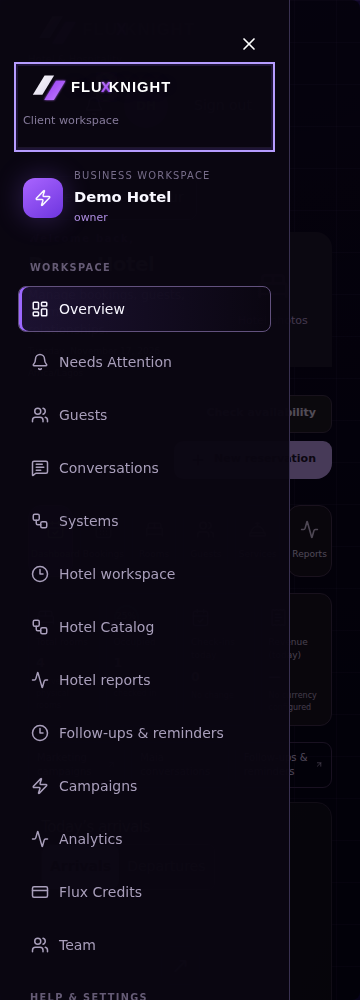 FLUXKNIGHT
Client workspace
BUSINESS WORKSPACE
Demo Hotel
owner
WORKSPACE
Overview
Needs Attention
Guests
Conversations
Systems
Hotel workspace
Reports
Hotel Catalog
Hotel reports
Follow-ups & reminders
Campaigns
Analytics
Flux Credits
Team
HELP & SETTINGS